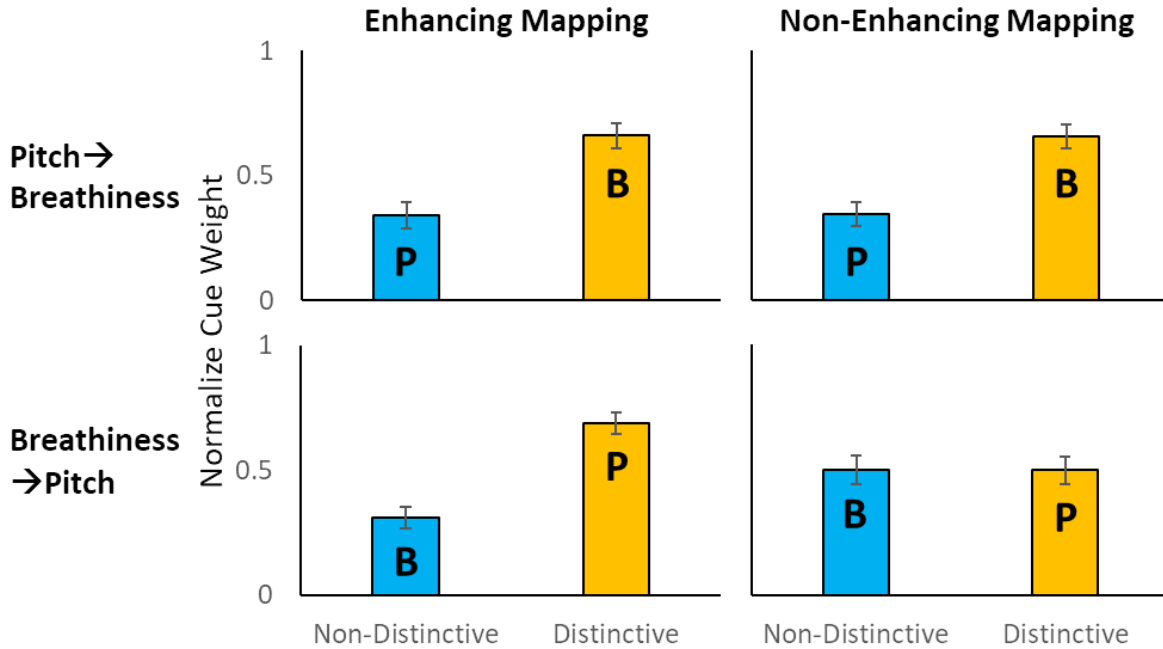 Enhancing Mapping
Non-Enhancing Mapping
Pitch→
Breathiness
Normalize Cue Weight
1
0.5
0
P
B
P
B
Breathiness
→Pitch
1
0.5
0
B
P
B
P
Non-Distinctive
Distinctive
Non-Distinctive
Distinctive